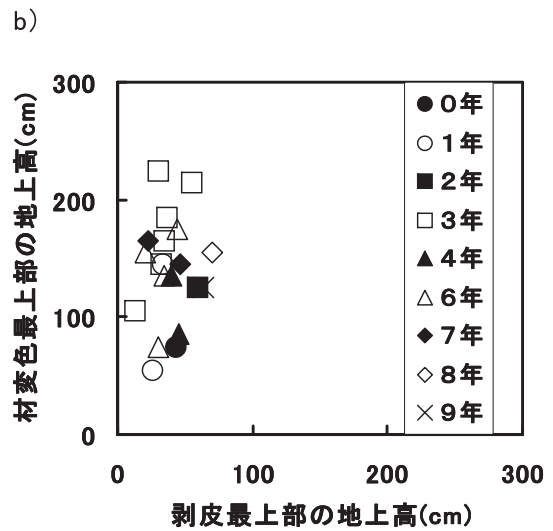 b)
300
200
100
0
0 100 200 300
材変色最上部の地上高(cm)
剥皮最上部の地上高(cm)
0年
1年
2年
3年
4年
6年
7年
8年
9年